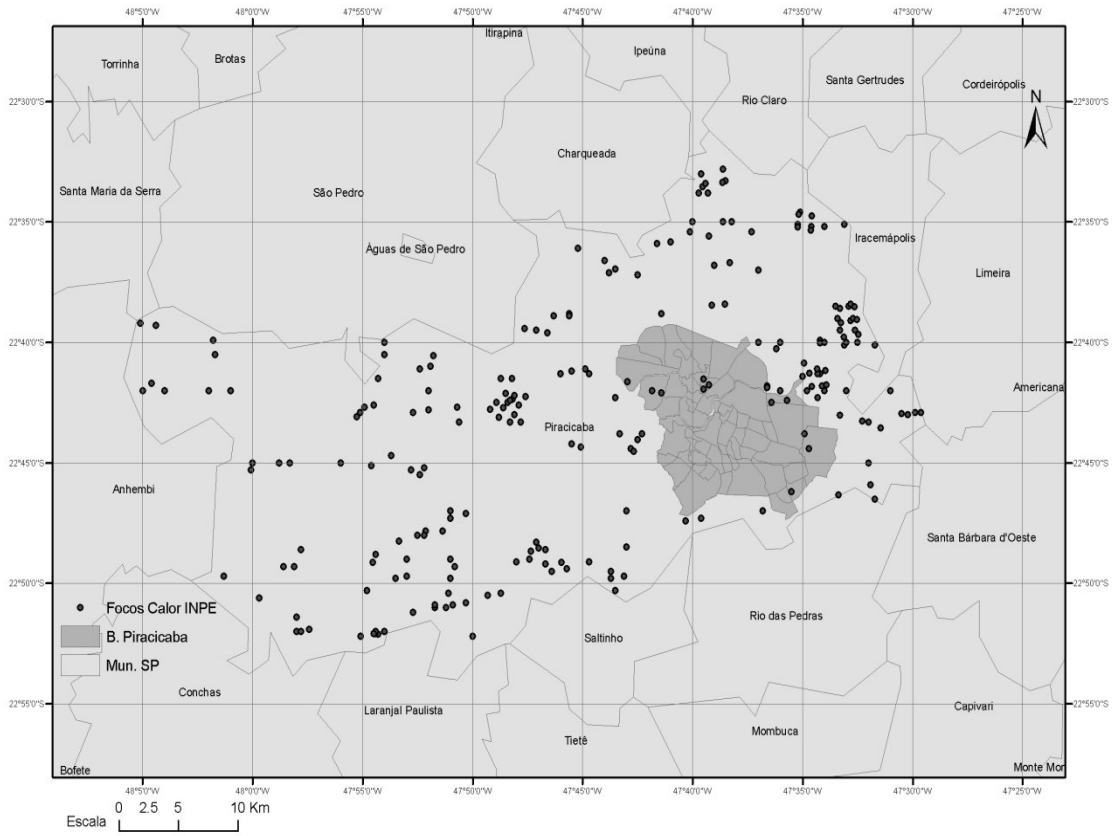 48°5'0"W 48°0'0"W 47°55'0"W 47°50'0"W 47°45'0"W 47°40'0"W 47°35'0"W 47°30'0"W 47°25'0"W
Itirapina
Ipeúna
Brotas
Torrinha
Santa Gertrudes
Cordeirópolis
N
22°30'0"S 22°30'0"S
Rio Claro
Charqueada
Santa Maria da Serra
São Pedro
22°35'0"S 22°35'0"S
Iracemápolis
Águas de São Pedro
Limeira
22°40'0"S 22°40'0"S
Americana
Piracicaba
22°45'0"S 22°45'0"S
Anhembi
Santa Bárbara d'Oeste
22°50'0"S 22°50'0"S
Focos Calor INPE
Rio das Pedras
B. Piracicaba
Saltinho
Mun. SP
Conchas
22°55'0"S 22°55'0"S
Laranjal Paulista
Capivari
Mombuca
Tietê
Bofete
Monte Mor
48°5'0"W 48°0'0"W 47°55'0"W 47°50'0"W 47°45'0"W 47°40'0"W 47°35'0"W 47°30'0"W 47°25'0"W
0 2.5 5 10 Km
Escala